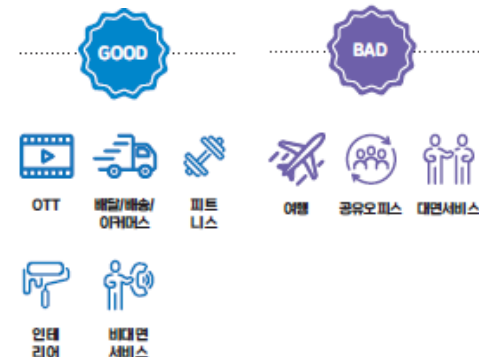 GOOD
BAD
OTT
배달/배송/
이커머스
피트
니스
여행
공유오피스
대면서비스
인테
리어
비대면
서비스